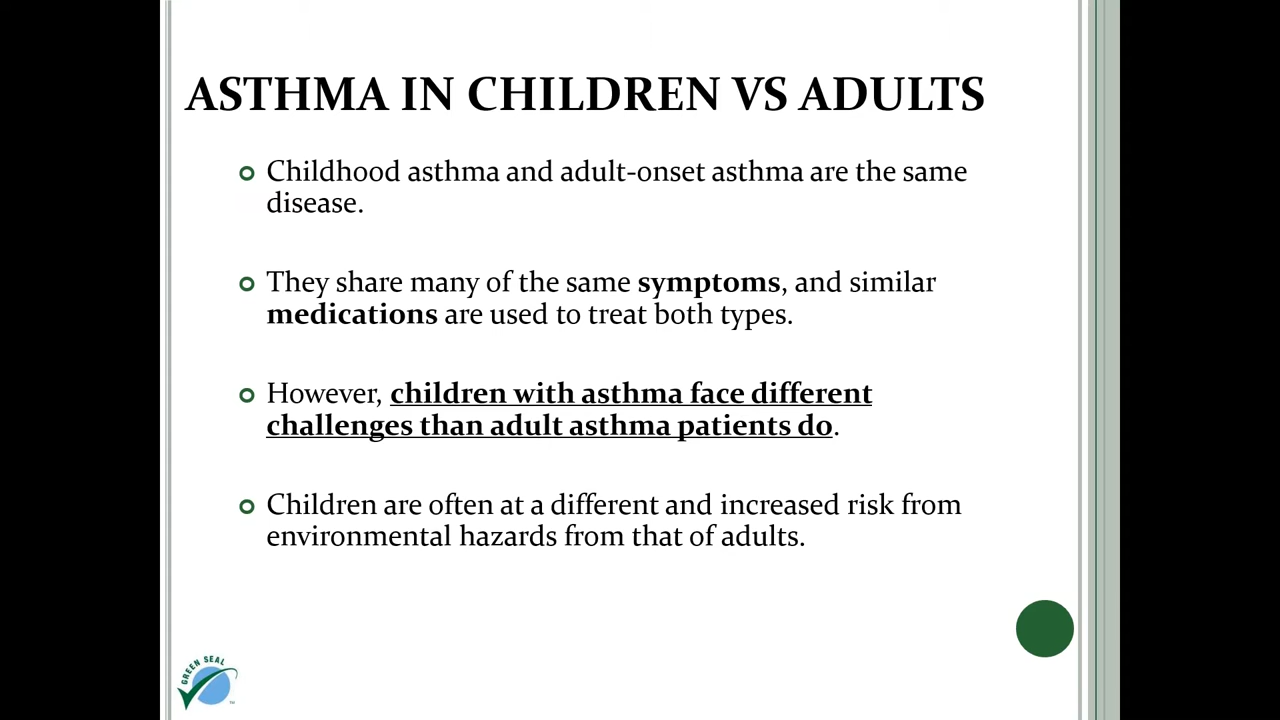 ASTHMA IN CHILDREN VS ADULTS
Childhood asthma and adult-onset asthma are the same
disease.
They share many of the same symptoms, and similar
medications are used to treat both types.
However, children with asthma face different
challenges than adult asthma patients do.
Children are often at a different and increased risk from
environmental hazards from that of adults.
GREEN SEAL
TM